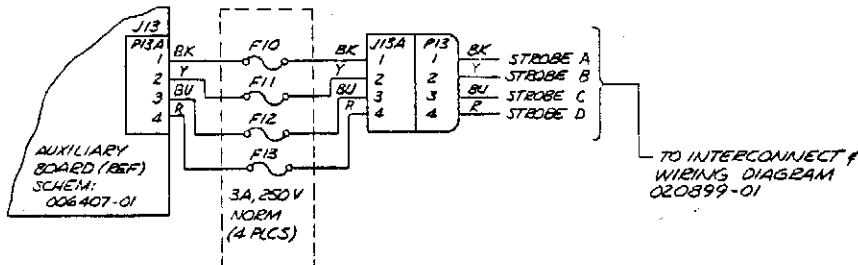 J13
P13A
1 BK
2 Y
3 BU
4 R
AUXILIARY
BOARD (REF)
SCHEM:
006407-01
F10
F11
F12
F13
3A, 250V
NORM
(4 PLCS)
BK
Y
BU
R
J13A P13
1 1 BK STROBE A
2 2 Y STROBE B
3 3 BU STROBE C
4 4 R STROBE D
TO INTERCONNECT &
WIRING DIAGRAM
020899-01